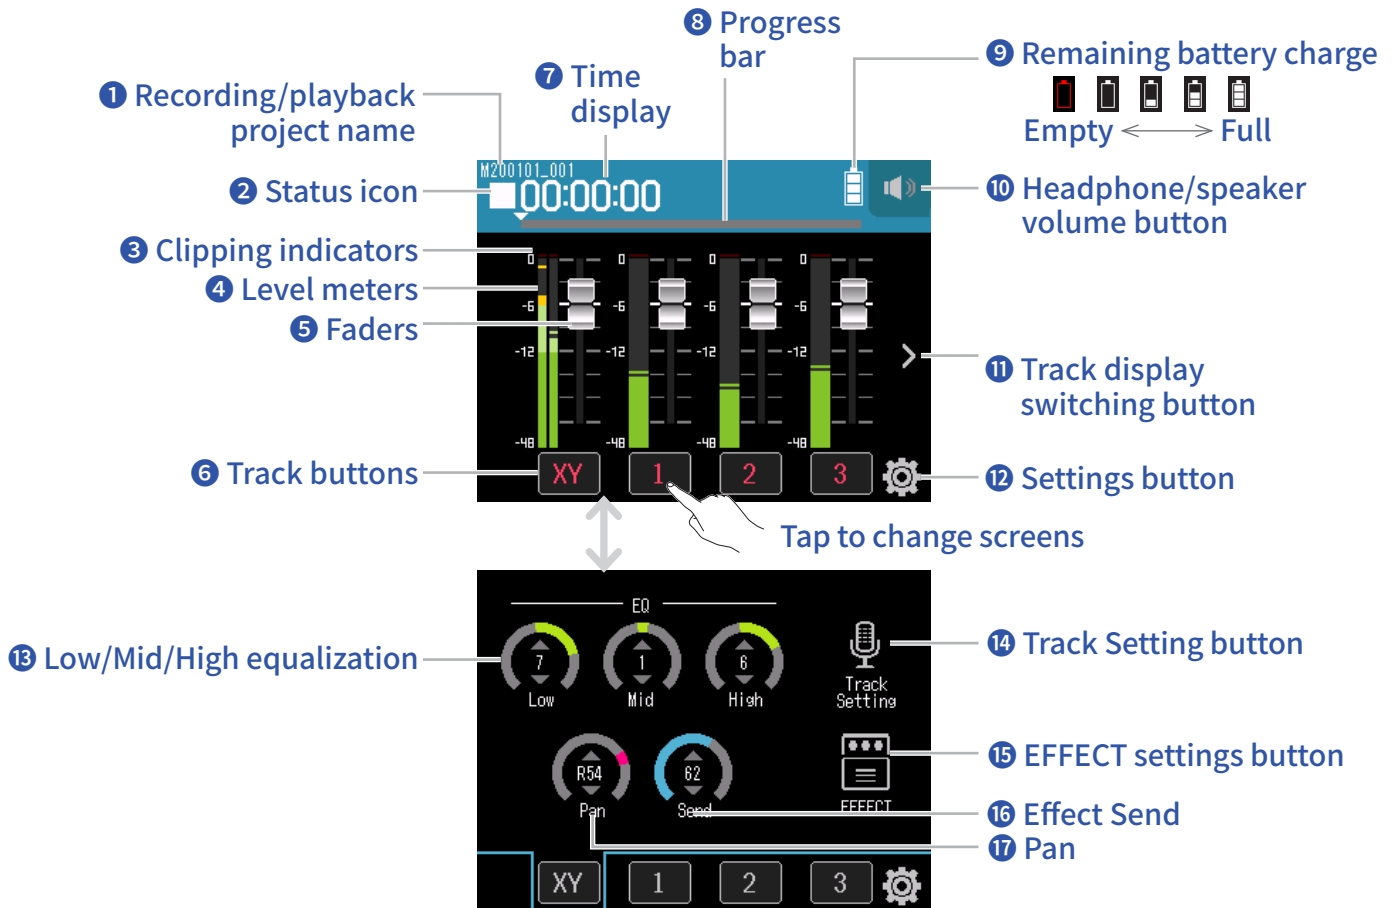 ❽ Progress
bar
❾ Remaining battery charge
Empty Full
❼ Time
display
❶ Recording/playback
project name
M200101_001
❷ Status icon
00:00:00
❿ Headphone/speaker
volume button
❸ Clipping indicators
❹ Level meters
❺ Faders
0 0 0 0
-6 -6 -6 -6
-12 -12 -12 -12
-48 -48 -48 -48
⓫ Track display
switching button
❻ Track buttons
XY 1 2 3
⓬ Settings button
Tap to change screens
EQ
⓭ Low/Mid/High equalization
7 1 6
Low Mid High
⓮ Track Setting button
Track
Setting
⓯ EFFECT settings button
R54 62
Pan Send
EFFECT
⓰ Effect Send
⓱ Pan
XY 1 2 3